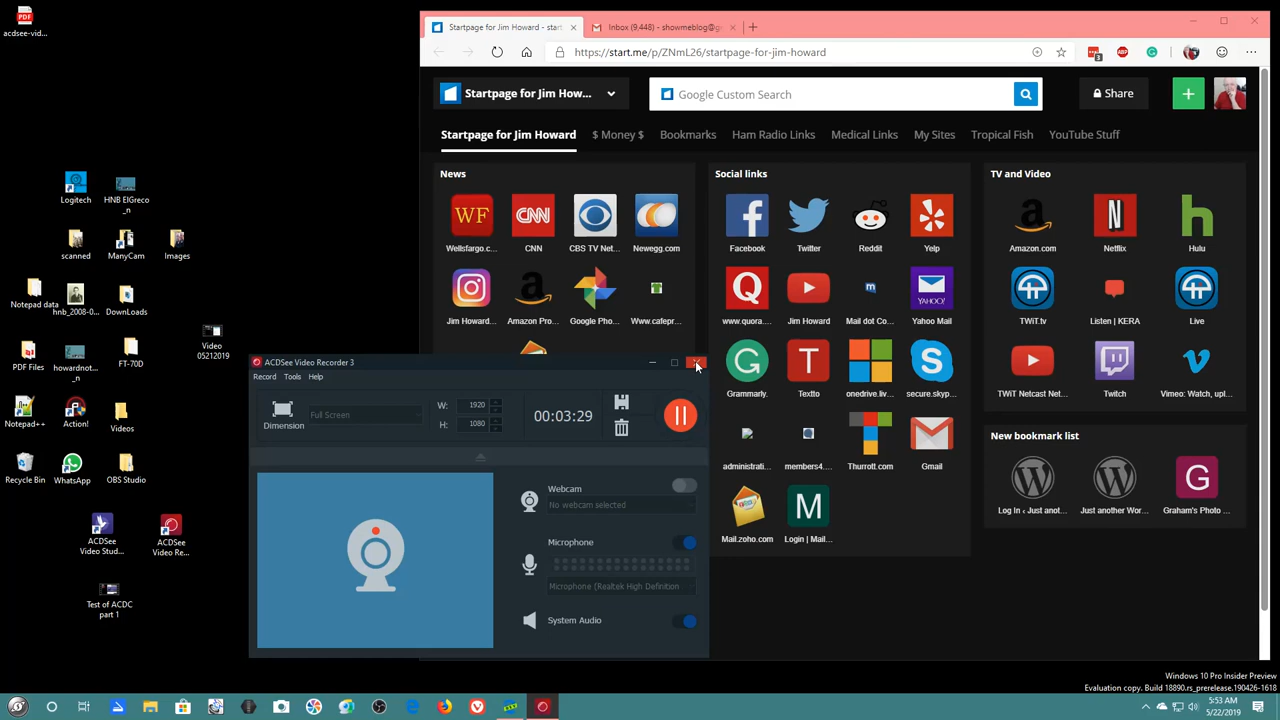 acdsee-vid...
Logitech
HNB ElGreco
_n
scanned
ManyCam
Images
Notepad data
hnb_2008-0...
DownLoads
Video
05212019
PDF Files
howardnot...
_n
FT-70D
Notepad++
Action!
Videos
Recycle Bin
WhatsApp
OBS Studio
ACDSee
Video Stud...
ACDSee
Video Re...
Test of ACDC
part 1
Startpage for Jim Howard - start
Inbox (9,448) - showmeblog@g
https://start.me/p/ZNmL26/startpage-for-jim-howard
3
ABP
Startpage for Jim How...
Google Custom Search
Share
Startpage for Jim Howard
$ Money $
Bookmarks
Ham Radio Links
Medical Links
My Sites
Tropical Fish
YouTube Stuff
News
WF
CNN
Wellsfargo.c...
CNN
CBS TV Net...
Newegg.com
Jim Howard...
Amazon Pro...
Google Pho...
Www.cafepr...
Social links
Facebook
Twitter
Reddit
Yelp
Q
YAHOO!
www.quora.
Jim Howard
Mail dot Co...
Yahoo Mail
G
T
Grammarly.
Textto
onedrive.liv...
secure.skyp...
administrati...
members4....
Thurrott.com
Gmail
M
Mail.zoho.com
Login | Mail...
TV and Video
N
h
Amazon.com
Netflix
Hulu
TWiT.tv
Listen | KERA
Live
TWiT Netcast Net...
Twitch
Vimeo: Watch, upl...
New bookmark list
G
Log In ‹ Just anot...
Just another Wor...
Graham's Photo ...
ACDSee Video Recorder 3
Record
Tools
Help
Dimension
Full Screen
W:
1920
H:
1080
00:03:29
Webcam
No webcam selected
Microphone
Microphone (Realtek High Definition
System Audio
Windows 10 Pro Insider Preview
Evaluation copy. Build 18890.rs_prerelease.190426-1618
5:53 AM
5/22/2019